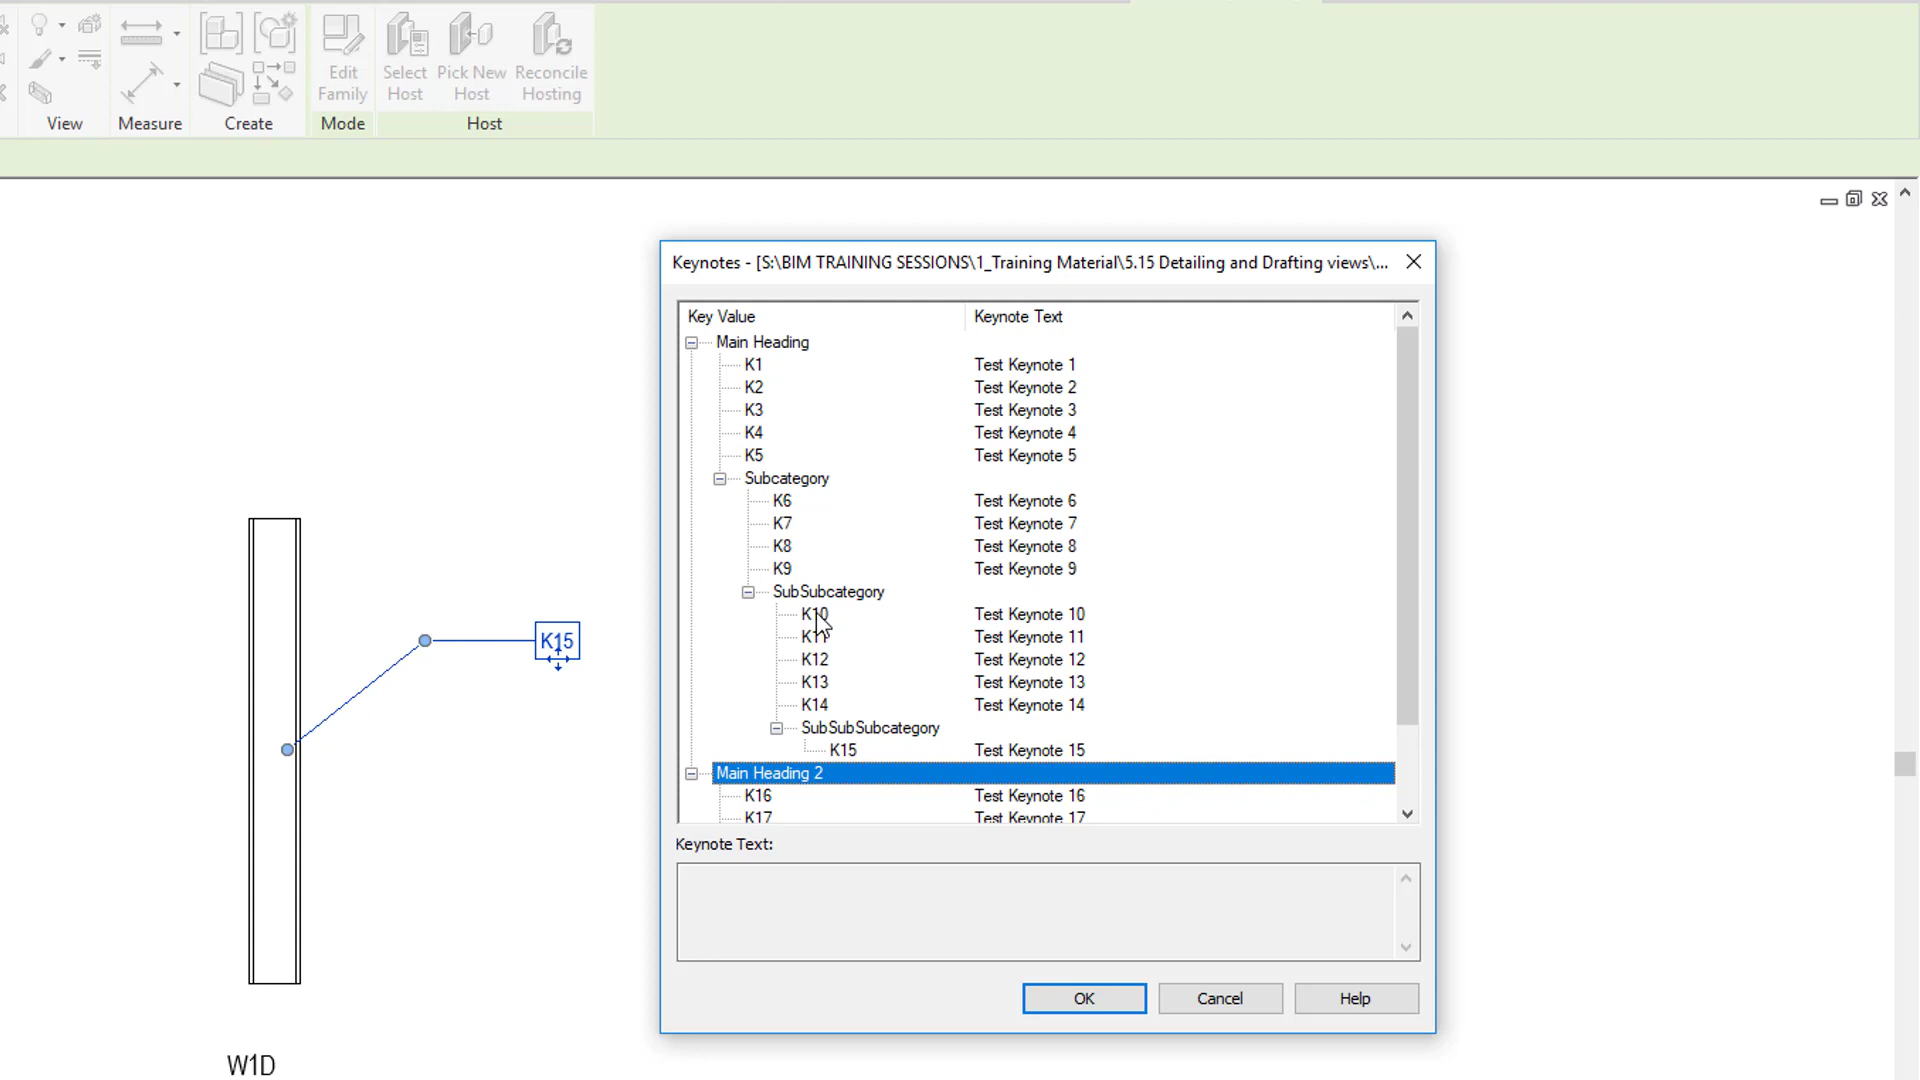 Edit Family
Select Host
Pick New Host
Reconcile Hosting
View
Measure
Create
Mode
Host
Keynotes - [S:\BIM TRAINING SESSIONS\1_Training Material\5.15 Detailing and Drafting views\...
Key Value Keynote Text
Main Heading
K1 Test Keynote 1
K2 Test Keynote 2
K3 Test Keynote 3
K4 Test Keynote 4
K5 Test Keynote 5
Subcategory
K6 Test Keynote 6
K7 Test Keynote 7
K8 Test Keynote 8
K9 Test Keynote 9
SubSubcategory
K10 Test Keynote 10
K11 Test Keynote 11
K12 Test Keynote 12
K13 Test Keynote 13
K14 Test Keynote 14
SubSubSubcategory
K15 Test Keynote 15
Main Heading 2
K16 Test Keynote 16
K17 Test Keynote 17
Keynote Text:
OK Cancel Help
K15
W1D